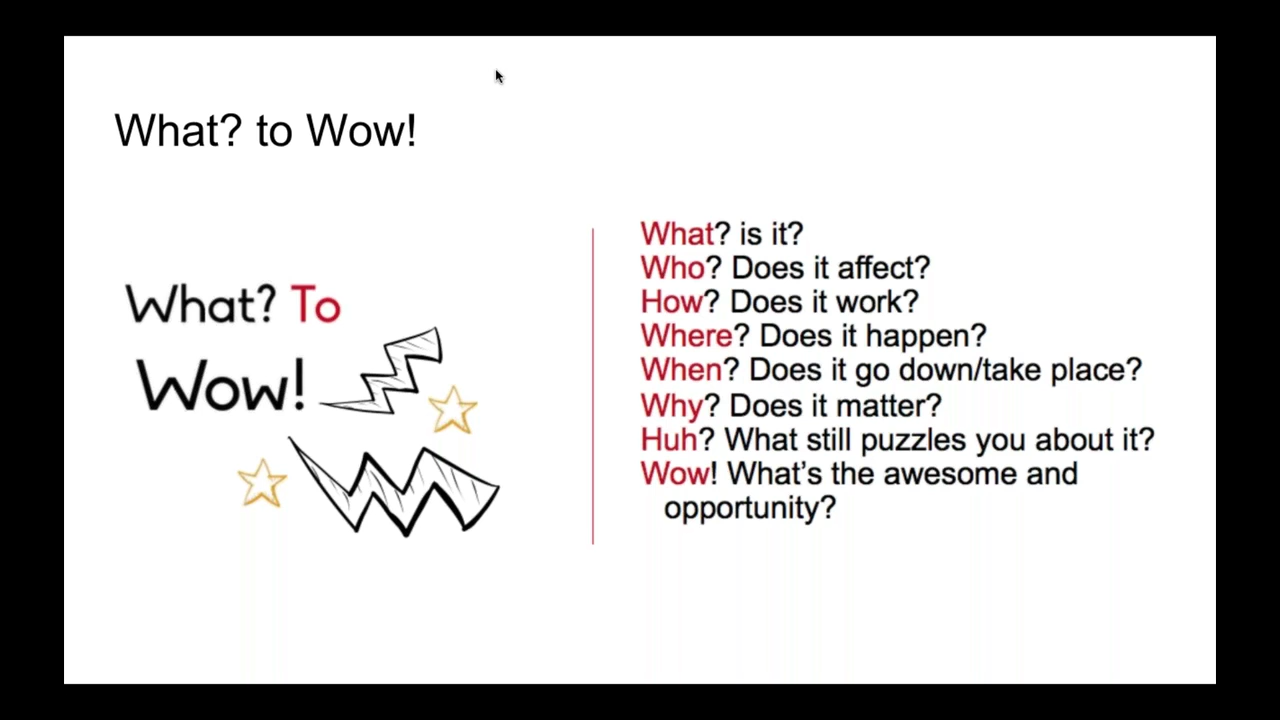 What? to Wow!
What? To
Wow!
What? is it?
Who? Does it affect?
How? Does it work?
Where? Does it happen?
When? Does it go down/take place?
Why? Does it matter?
Huh? What still puzzles you about it?
Wow! What’s the awesome and
opportunity?